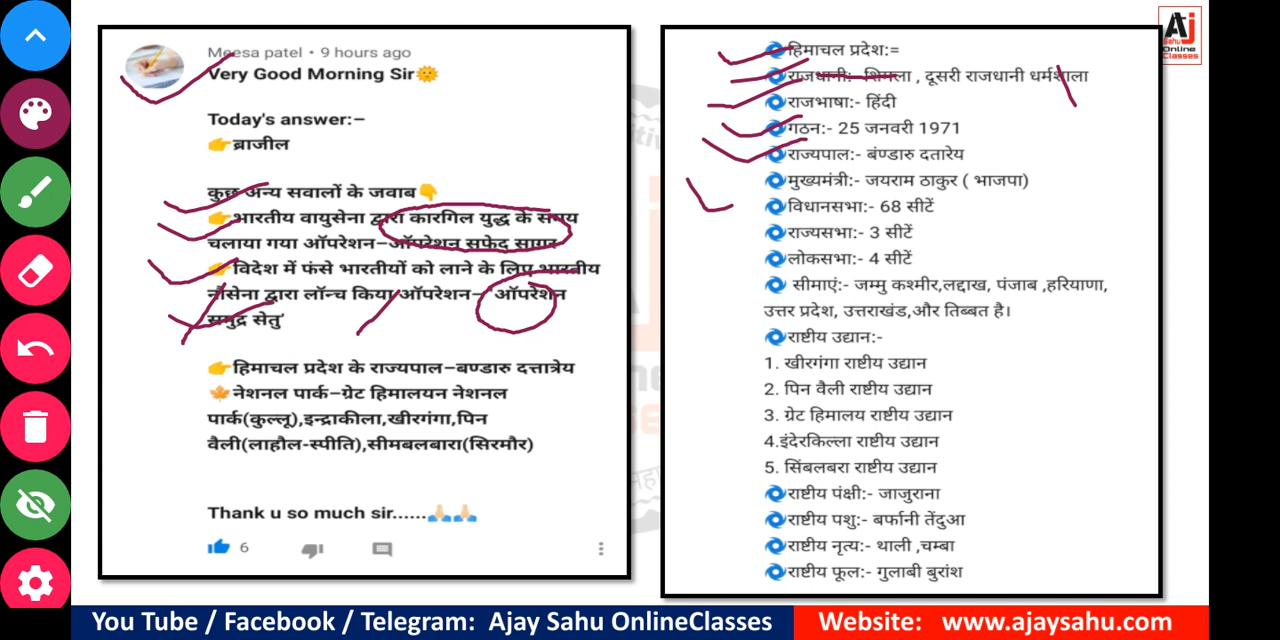 Meesa patel • 9 hours ago
Very Good Morning Sir🌞
Today's answer:–
👉ब्राजील
कुछ अन्य सवालों के जवाब👇
👉भारतीय वायुसेना द्वारा कारगिल युद्ध के समय
चलाया गया ऑपरेशन–ऑपरेशन सफेद सागर
👉विदेश में फंसे भारतीयों को लाने के लिए भारतीय
नौसेना द्वारा लॉन्च किया ऑपरेशन– 'ऑपरेशन
समुद्र सेतु'
👉हिमाचल प्रदेश के राज्यपाल–बण्डारु दत्तात्रेय
🍁नेशनल पार्क–ग्रेट हिमालयन नेशनल
पार्क(कुल्लू),इन्द्राकीला,खीरगंगा,पिन
वैली(लाहौल-स्पीति),सीमबलबारा(सिरमौर)
Thank u so much sir......🙏🙏
6
Aj
Sahu
Online
Classes
🌀हिमाचल प्रदेश:=
🌀राजधानी:- शिमला , दूसरी राजधानी धर्मशाला
🌀राजभाषा:- हिंदी
🌀गठन:- 25 जनवरी 1971
🌀राज्यपाल:- बंण्डारु दतारेय
🌀मुख्यमंत्री:- जयराम ठाकुर ( भाजपा)
🌀विधानसभा:- 68 सीटें
🌀राज्यसभा:- 3 सीटें
🌀लोकसभा:- 4 सीटें
🌀 सीमाएं:- जम्मु कश्मीर,लद्दाख, पंजाब ,हरियाणा,
उत्तर प्रदेश, उत्तराखंड,और तिब्बत है।
🌀राष्टीय उद्यान:-
1. खीरगंगा राष्टीय उद्यान
2. पिन वैली राष्टीय उद्यान
3. ग्रेट हिमालय राष्टीय उद्यान
4.इंदेरकिल्ला राष्टीय उद्यान
5. सिंबलबरा राष्टीय उद्यान
🌀राष्टीय पंक्षी:- जाजुराना
🌀राष्टीय पशु:- बर्फानी तेंदुआ
🌀राष्टीय नृत्य:- थाली ,चम्बा
🌀राष्टीय फूल:- गुलाबी बुरांश
You Tube / Facebook / Telegram: Ajay Sahu OnlineClasses
Website: www.ajaysahu.com